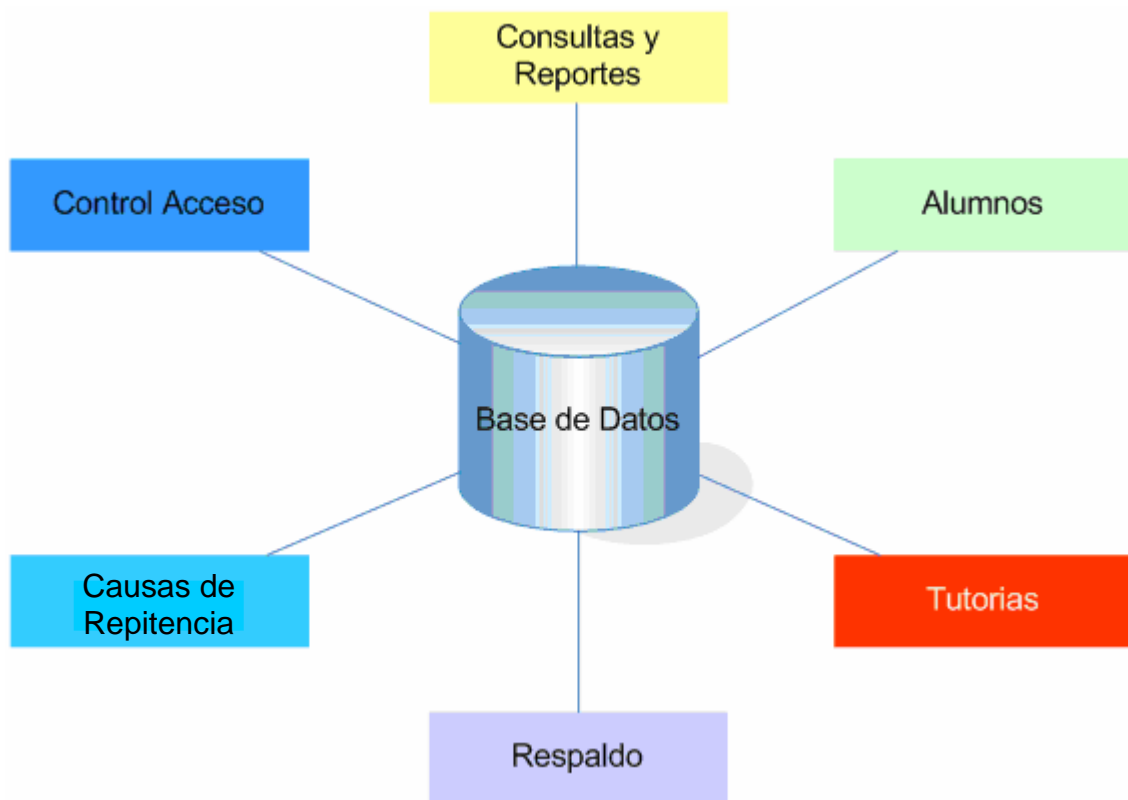 Consultas y
Reportes
Control Acceso
Alumnos
Base de Datos
Causas de
Repitencia
Tutorias
Respaldo